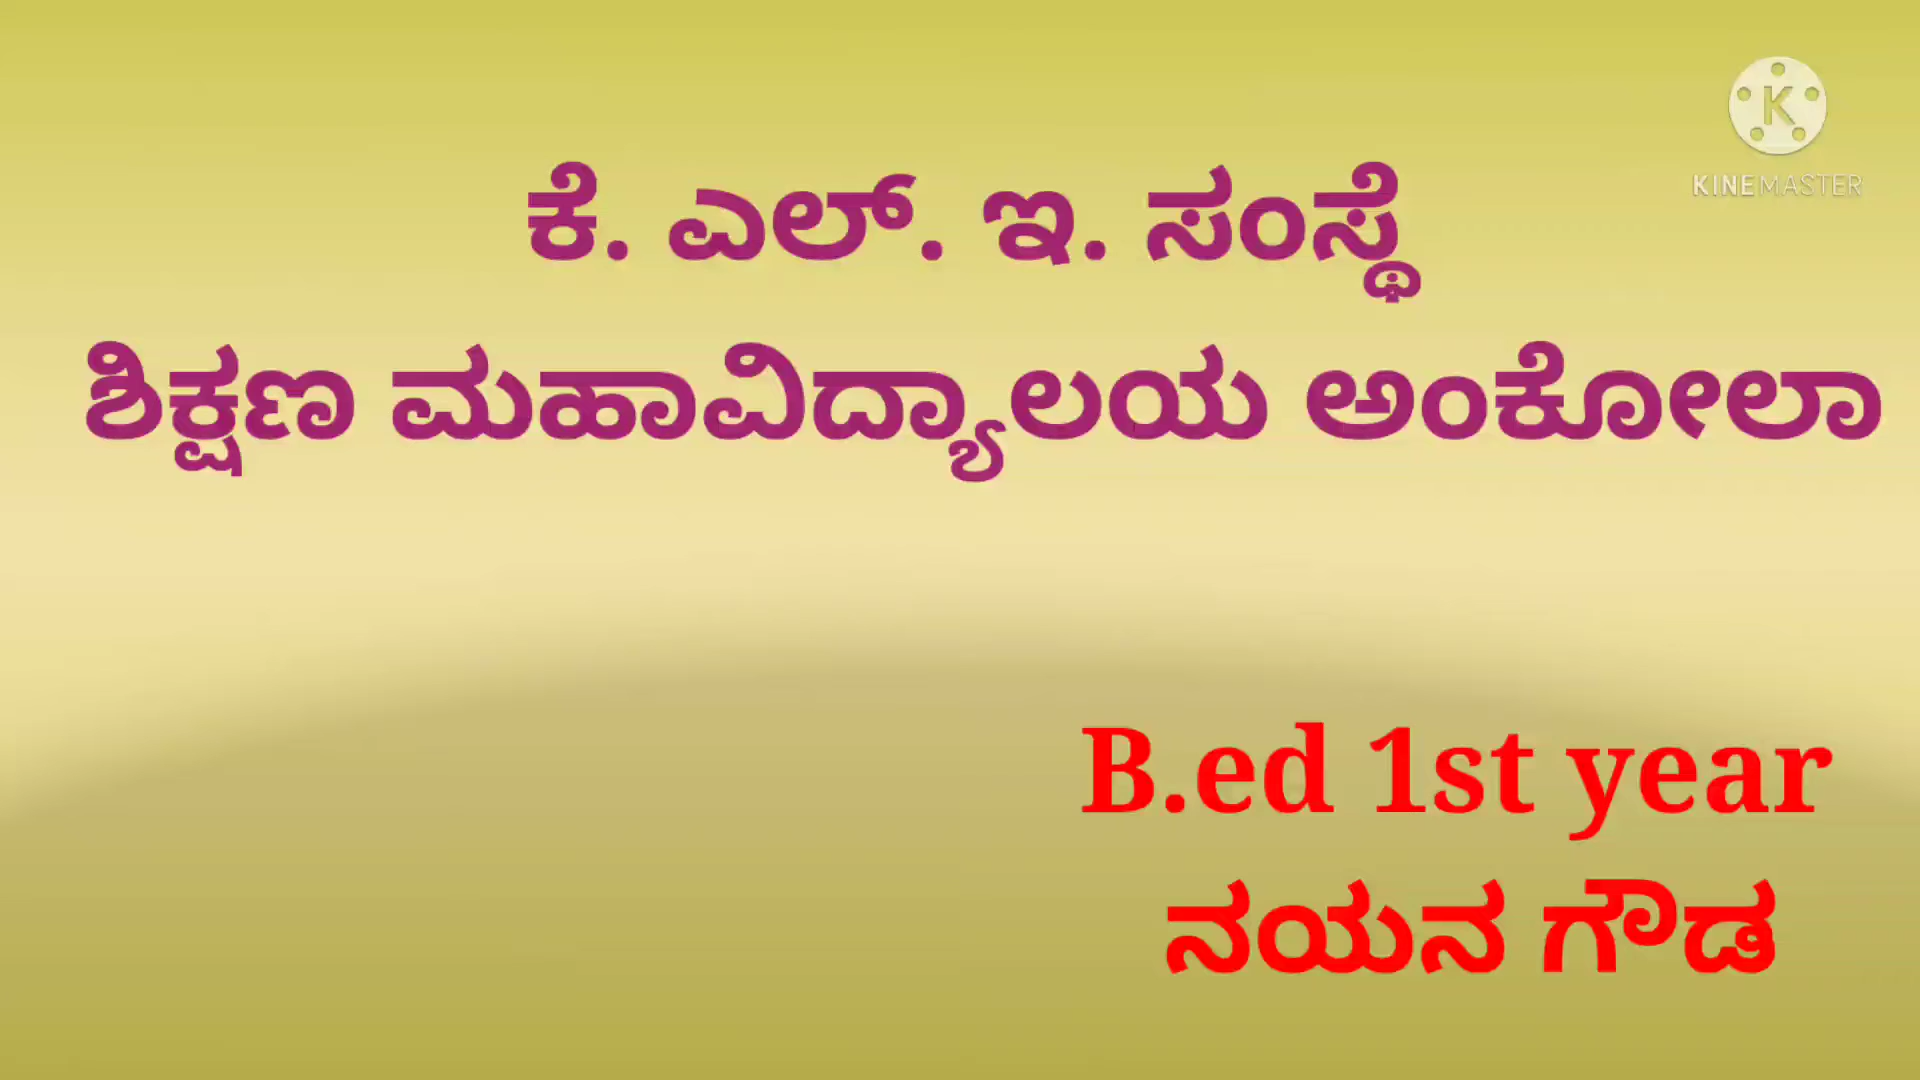 KINEMASTER
ಕೆ. ಎಲ್. ಇ. ಸಂಸ್ಥೆ
ಶಿಕ್ಷಣ ಮಹಾವಿದ್ಯಾಲಯ ಅಂಕೋಲಾ
B.ed 1st year
ನಯನ ಗೌಡ